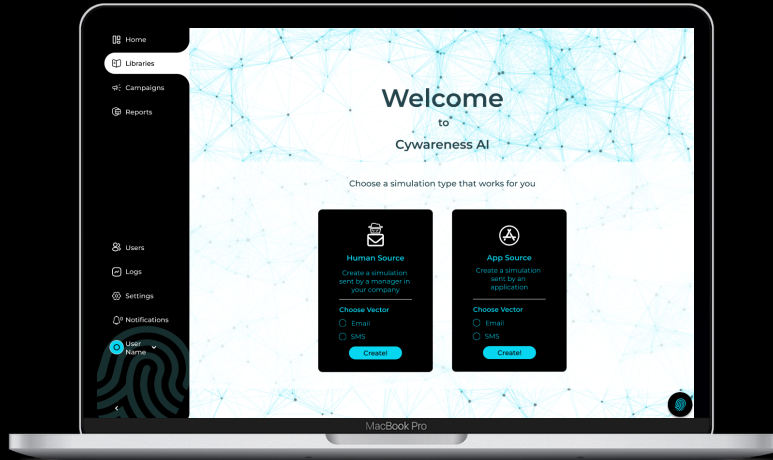 Home
Libraries
Campaigns
Reports
Users
Logs
Settings
Notifications
User
Name
Welcome
to
Cywareness AI
Choose a simulation type that works for you
Human Source
Create a simulation
sent by a manager in
your company
Choose Vector
Email
SMS
Create!
App Source
Create a simulation
sent by an
application
Choose Vector
Email
SMS
Create!
MacBook Pro